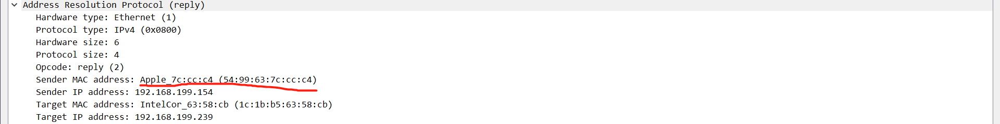 Address Resolution Protocol (reply)
Hardware type: Ethernet (1)
Protocol type: IPv4 (0x0800)
Hardware size: 6
Protocol size: 4
Opcode: reply (2)
Sender MAC address: Apple_7c:cc:c4 (54:99:63:7c:cc:c4)
Sender IP address: 192.168.199.154
Target MAC address: IntelCor_63:58:cb (1c:1b:b5:63:58:cb)
Target IP address: 192.168.199.239